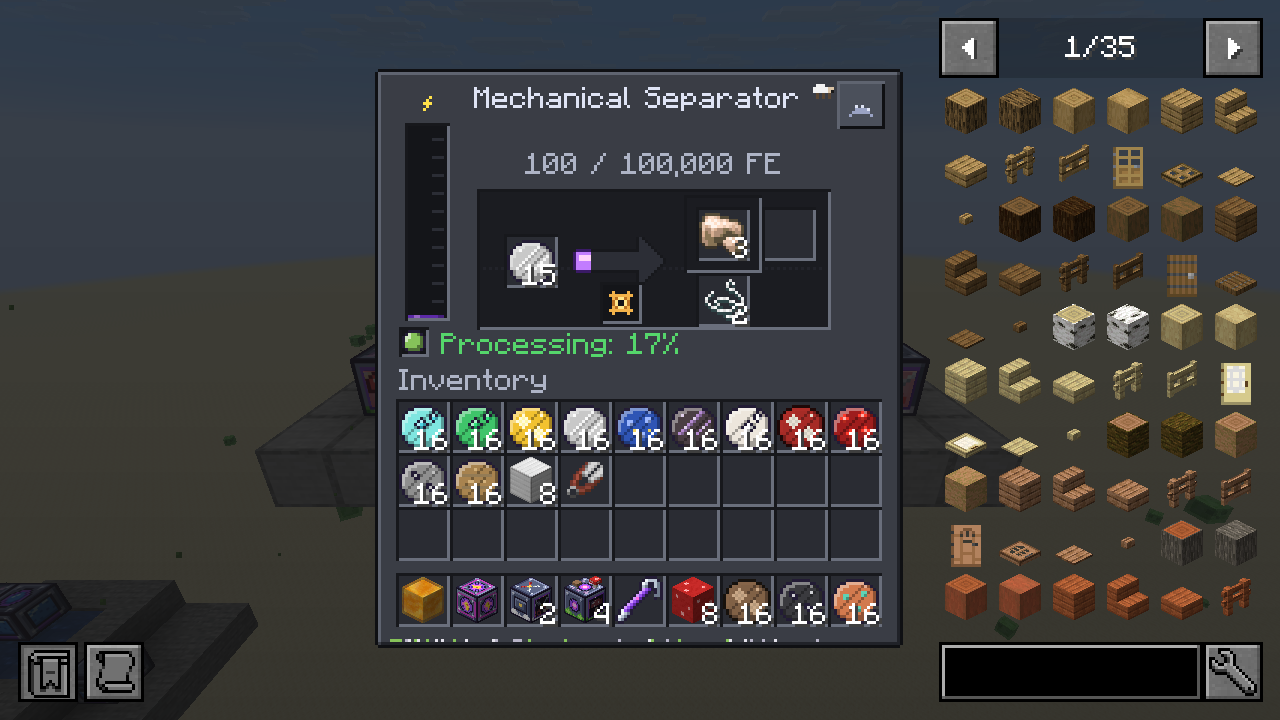 1/35
Mechanical Separator
100 / 100,000 FE
3
15
2
Processing: 17%
Inventory
16 16 16 16 16 16 16 16 16
16 16 8
2 4 8 16 16 16